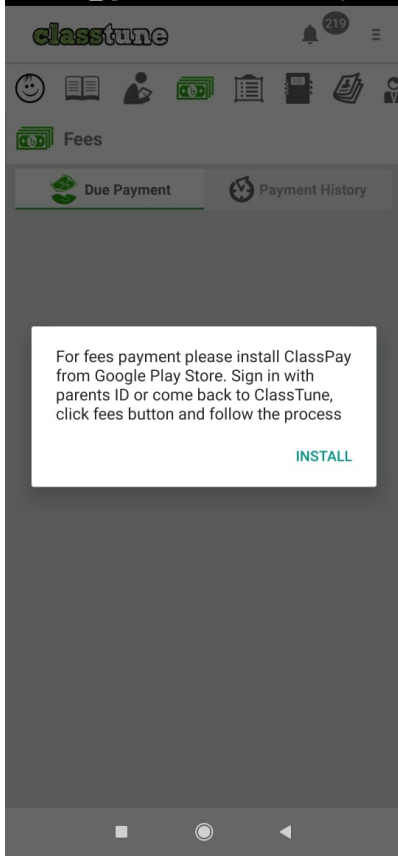 classtune
219
Fees
Due Payment
Payment History
For fees payment please install ClassPay
from Google Play Store. Sign in with
parents ID or come back to ClassTune,
click fees button and follow the process
INSTALL